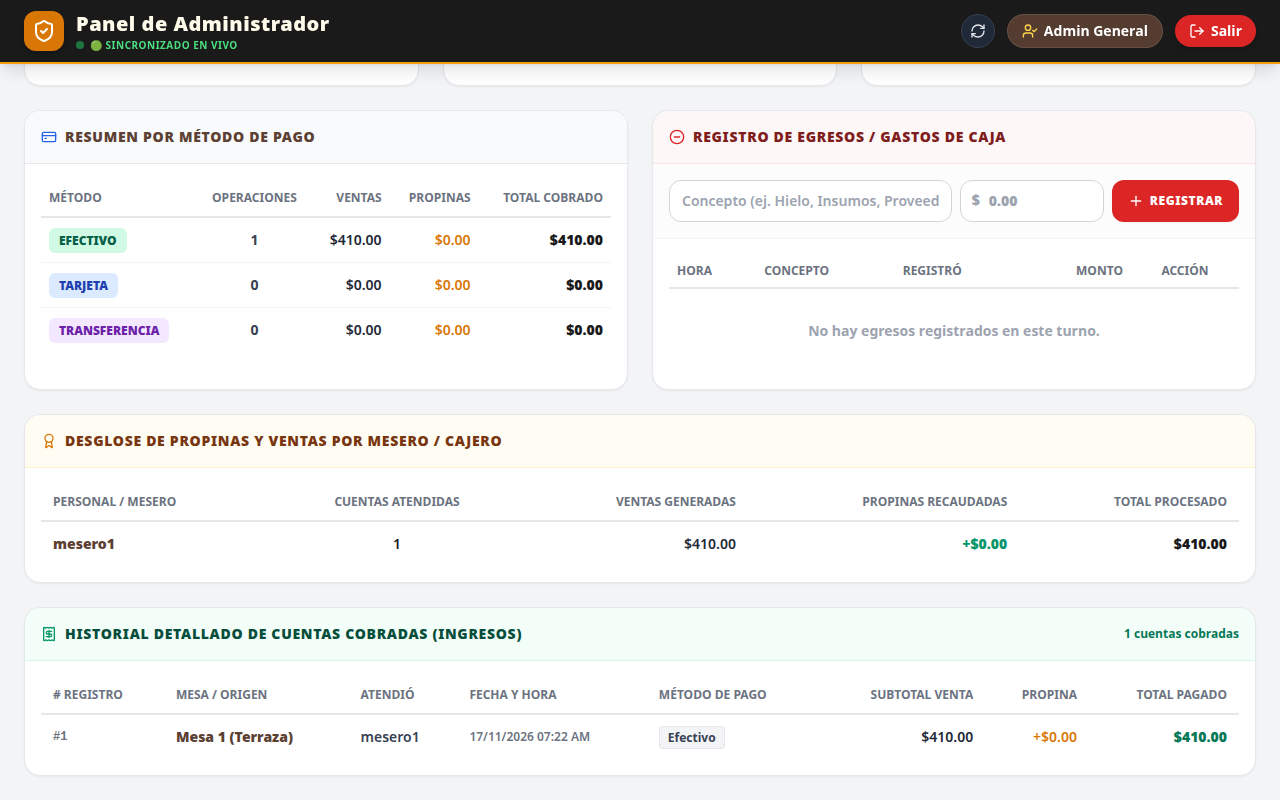 Panel de Administrador
🟢 SINCRONIZADO EN VIVO
Admin General
Salir
RESUMEN POR MÉTODO DE PAGO
MÉTODO OPERACIONES VENTAS PROPINAS TOTAL COBRADO
EFECTIVO 1 $410.00 $0.00 $410.00
TARJETA 0 $0.00 $0.00 $0.00
TRANSFERENCIA 0 $0.00 $0.00 $0.00
REGISTRO DE EGRESOS / GASTOS DE CAJA
Concepto (ej. Hielo, Insumos, Proveed $ 0.00 + REGISTRAR
HORA CONCEPTO REGISTRÓ MONTO ACCIÓN
No hay egresos registrados en este turno.
DESGLOSE DE PROPINAS Y VENTAS POR MESERO / CAJERO
PERSONAL / MESERO CUENTAS ATENDIDAS VENTAS GENERADAS PROPINAS RECAUDADAS TOTAL PROCESADO
mesero1 1 $410.00 +$0.00 $410.00
HISTORIAL DETALLADO DE CUENTAS COBRADAS (INGRESOS) 1 cuentas cobradas
# REGISTRO MESA / ORIGEN ATENDIÓ FECHA Y HORA MÉTODO DE PAGO SUBTOTAL VENTA PROPINA TOTAL PAGADO
#1 Mesa 1 (Terraza) mesero1 17/11/2026 07:22 AM Efectivo $410.00 +$0.00 $410.00